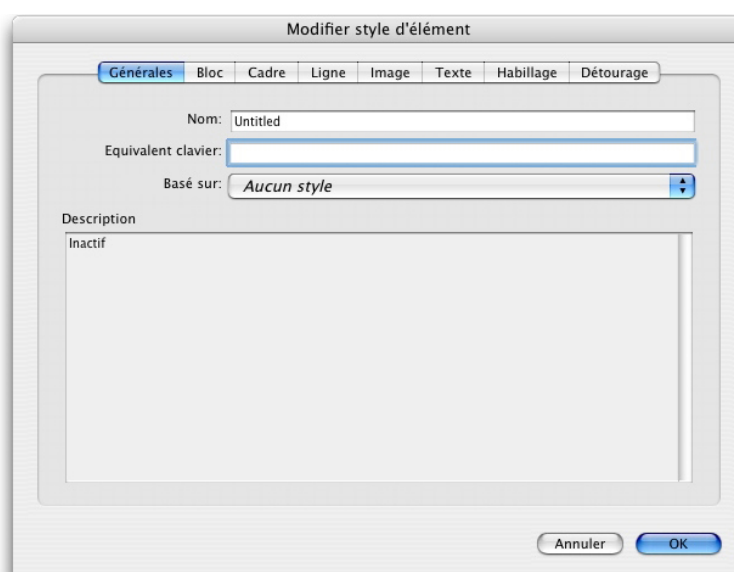 Modifier style d'élément
Générales Bloc Cadre Ligne Image Texte Habillage Détourage
Nom: Untitled
Equivalent clavier:
Basé sur: Aucun style
Description
Inactif
Annuler OK